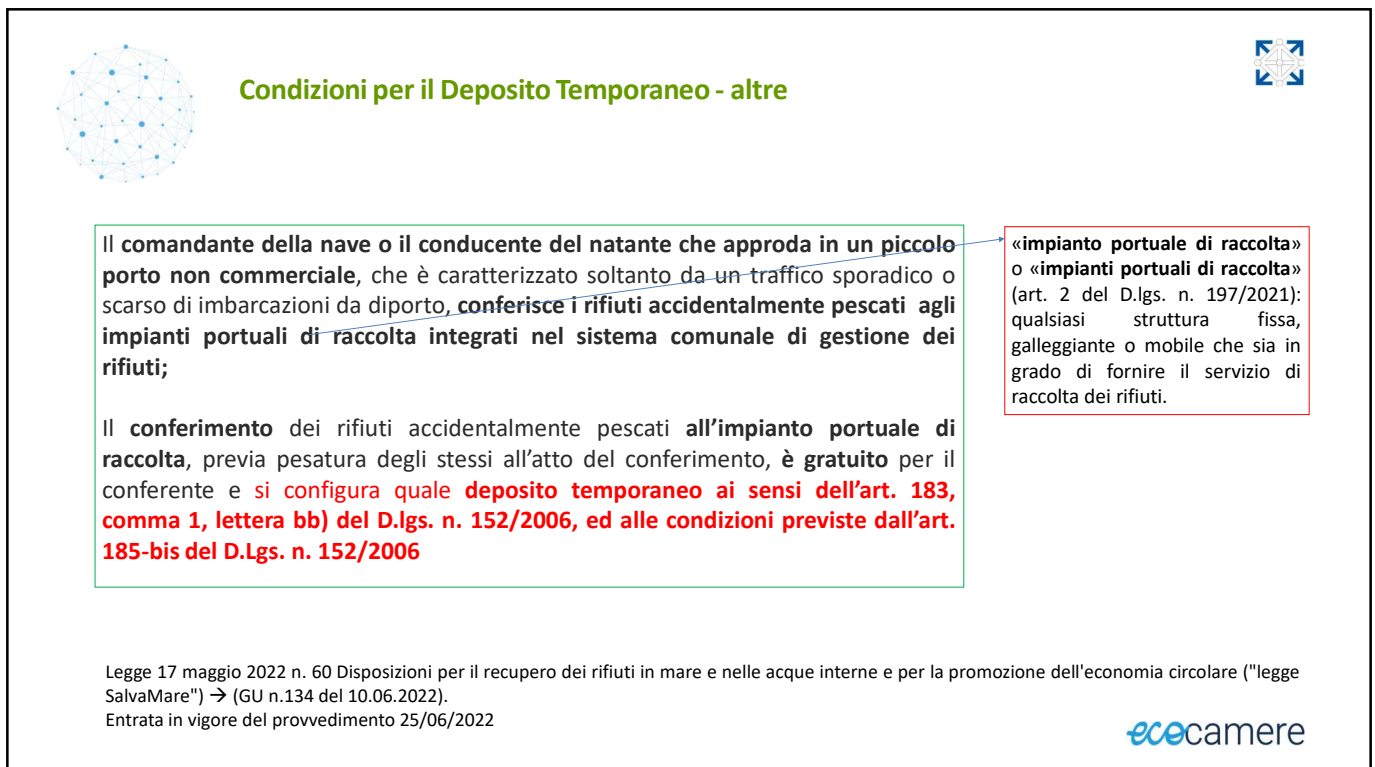 Condizioni per il Deposito Temporaneo - altre
Il comandante della nave o il conducente del natante che approda in un piccolo
porto non commerciale, che è caratterizzato soltanto da un traffico sporadico o
scarso di imbarcazioni da diporto, conferisce i rifiuti accidentalmente pescati agli
impianti portuali di raccolta integrati nel sistema comunale di gestione dei
rifiuti;
Il conferimento dei rifiuti accidentalmente pescati all'impianto portuale di
raccolta, previa pesatura degli stessi all'atto del conferimento, è gratuito per il
conferente e si configura quale deposito temporaneo ai sensi dell'art. 183,
comma 1, lettera bb) del D.lgs. n. 152/2006, ed alle condizioni previste dall'art.
185-bis del D.Lgs. n. 152/2006
«impianto portuale di raccolta»
o «impianti portuali di raccolta»
(art. 2 del D.lgs. n. 197/2021):
qualsiasi struttura fissa,
galleggiante o mobile che sia in
grado di fornire il servizio di
raccolta dei rifiuti.
Legge 17 maggio 2022 n. 60 Disposizioni per il recupero dei rifiuti in mare e nelle acque interne e per la promozione dell'economia circolare ("legge
SalvaMare") → (GU n.134 del 10.06.2022).
Entrata in vigore del provvedimento 25/06/2022
ecocamere